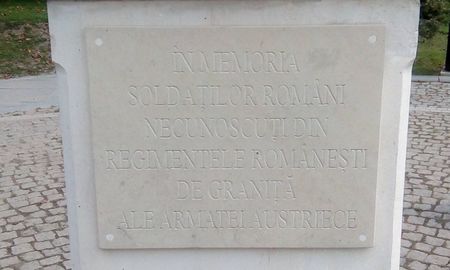 ÎN MEMORIA
SOLDAȚILOR ROMÂNI
NECUNOSCUȚI DIN
REGIMENTELE ROMÂNEȘTI
DE GRANIȚĂ
ALE ARMATEI AUSTRIECE